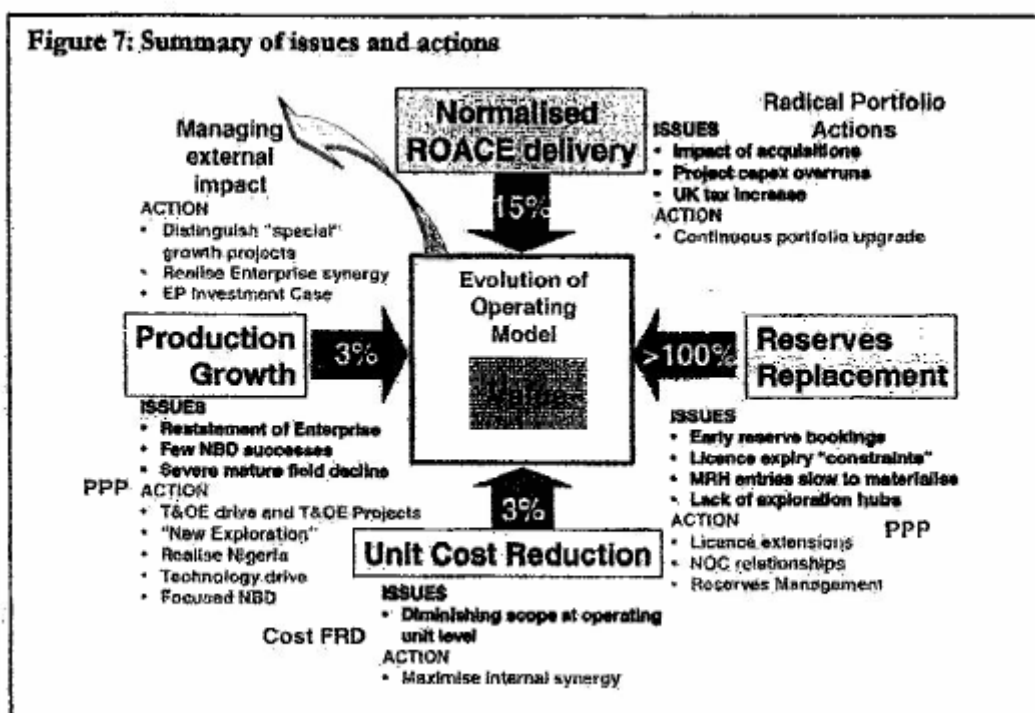 Figure 7: Summary of issues and actions
Managing
external
impact
ACTION
• Distinguish "special"
growth projects
• Realise Enterprise synergy
• EP Investment Case
Normalised
ROACE delivery
15%
Radical Portfolio
Actions
ISSUES
• Impact of acquisitions
• Project capex overruns
• UK tax increase
ACTION
• Continuous portfolio upgrade
Evolution of
Operating
Model
Value
Production
Growth
3%
ISSUES
• Restatement of Enterprise
• Few NBD successes
• Severe mature field decline
PPP
ACTION
• T&OE drive and T&OE Projects
• "New Exploration"
• Realise Nigeria
• Technology drive
• Focused NBD
>100%
Reserves
Replacement
ISSUES
• Early reserve bookings
• Licence expiry "constraints"
• MRH entries slow to materialise
• Lack of exploration hubs
ACTION
PPP
• Licence extensions
• NOC relationships
• Reserves Management
3%
Unit Cost Reduction
ISSUES
• Diminishing scope at operating
unit level
Cost FRD
ACTION
• Maximise internal synergy